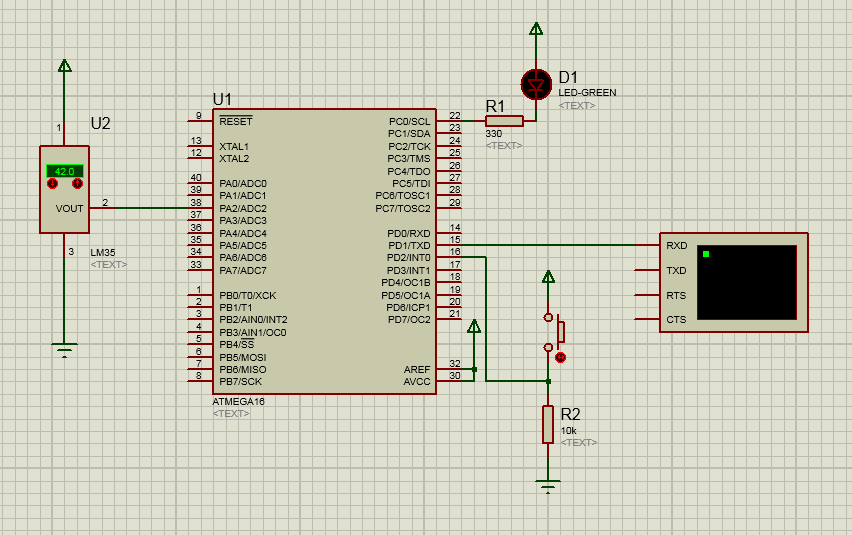 U2
1
42.0
VOUT
2
3
LM35
<TEXT>
U1
9
RESET
13
XTAL1
12
XTAL2
40
PA0/ADC0
39
PA1/ADC1
38
PA2/ADC2
37
PA3/ADC3
36
PA4/ADC4
35
PA5/ADC5
34
PA6/ADC6
33
PA7/ADC7
1
PB0/T0/XCK
2
PB1/T1
3
PB2/AIN0/INT2
4
PB3/AIN1/OC0
5
PB4/SS
6
PB5/MOSI
7
PB6/MISO
8
PB7/SCK
PC0/SCL
22
PC1/SDA
23
PC2/TCK
24
PC3/TMS
25
PC4/TDO
26
PC5/TDI
27
PC6/TOSC1
28
PC7/TOSC2
29
PD0/RXD
14
PD1/TXD
15
PD2/INT0
16
PD3/INT1
17
PD4/OC1B
18
PD5/OC1A
19
PD6/ICP1
20
PD7/OC2
21
AREF
32
AVCC
30
ATMEGA16
<TEXT>
R1
330
<TEXT>
D1
LED-GREEN
<TEXT>
RXD
TXD
RTS
CTS
R2
10k
<TEXT>